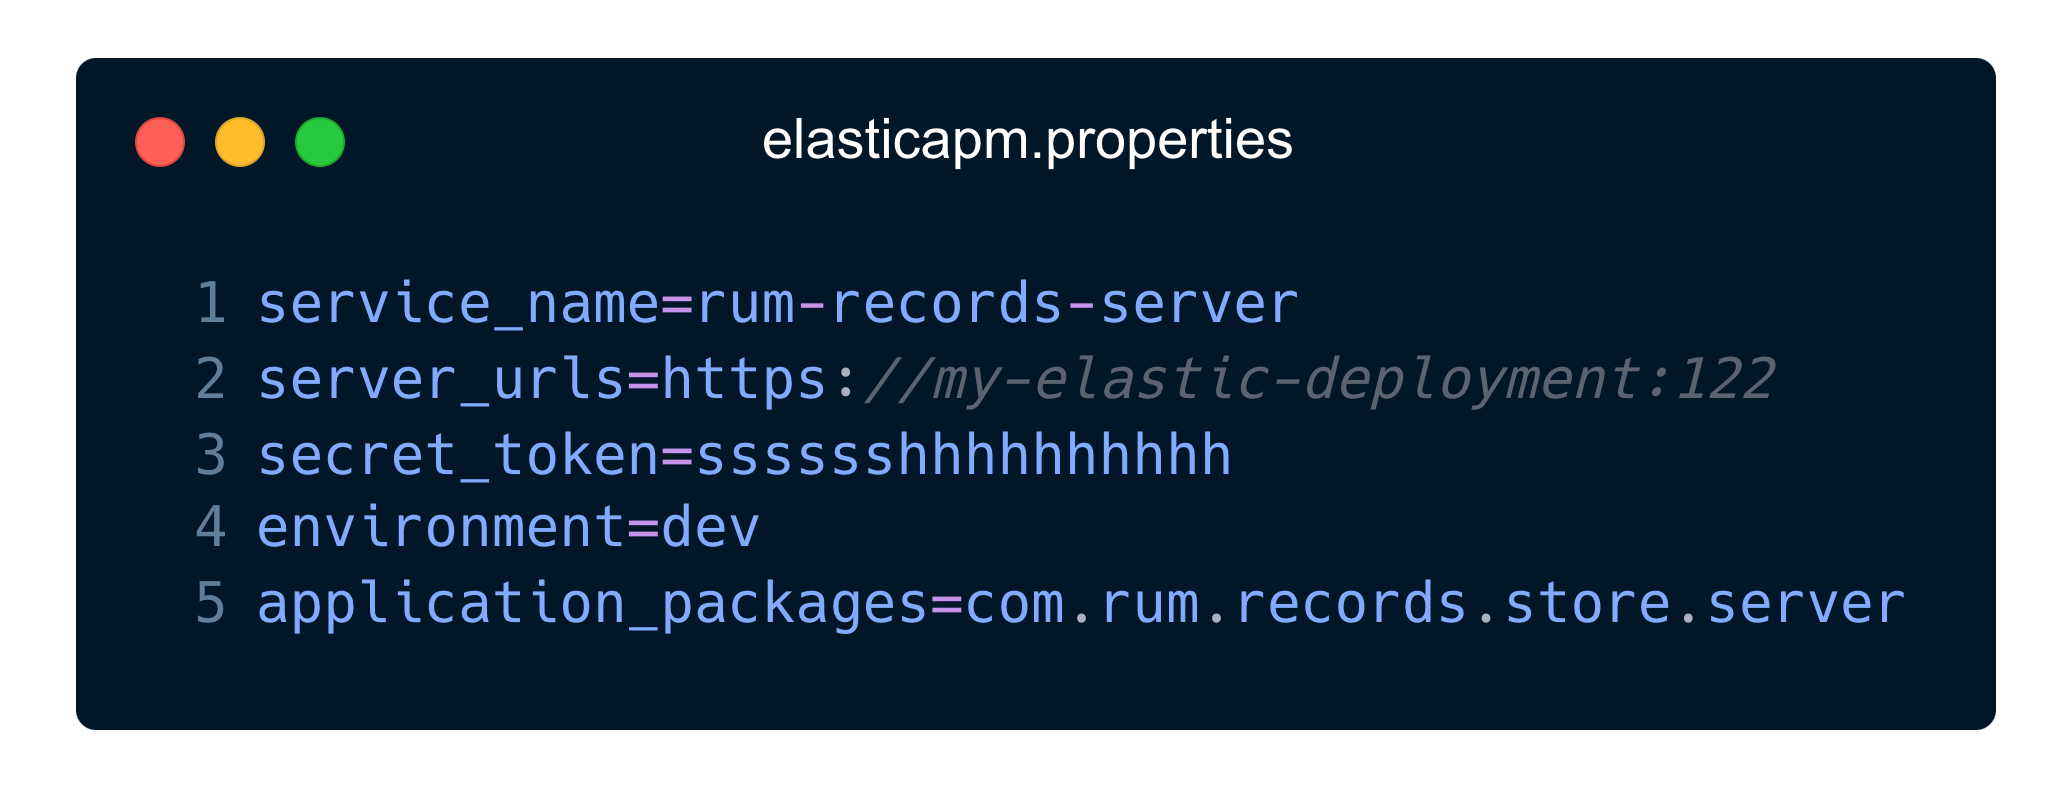 elasticapm.properties
1 service_name=rum-records-server
2 server_urls=https://my-elastic-deployment:122
3 secret_token=sssssshhhhhhhhhh
4 environment=dev
5 application_packages=com.rum.records.store.server